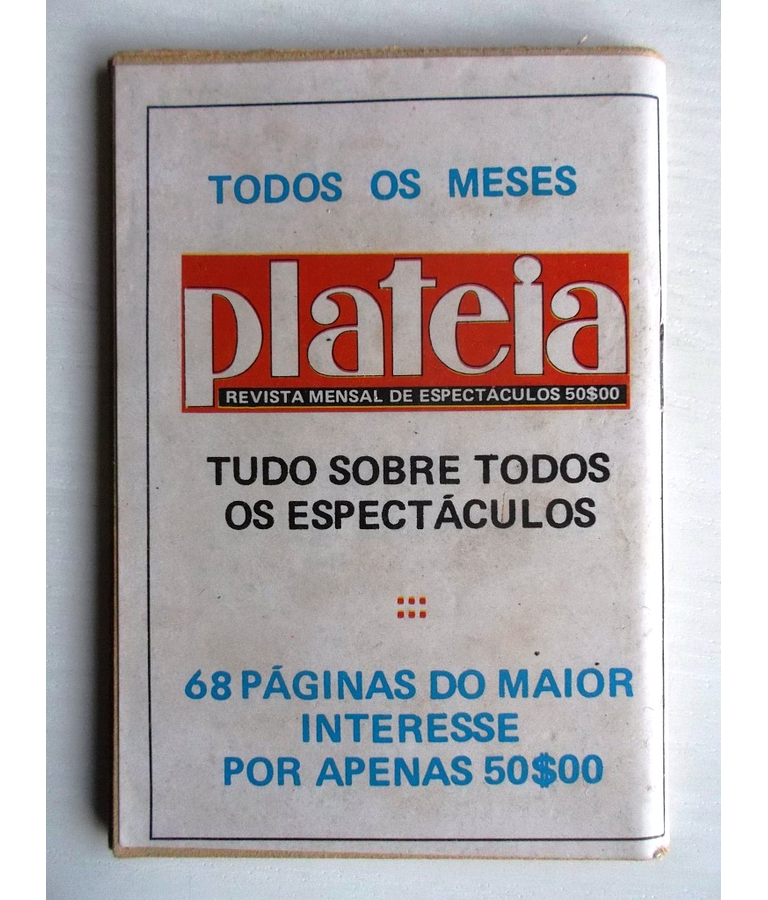 TODOS OS MESES
plateia
REVISTA MENSAL DE ESPECTÁCULOS 50$00
TUDO SOBRE TODOS
OS ESPECTÁCULOS
68 PÁGINAS DO MAIOR
INTERESSE
POR APENAS 50$00